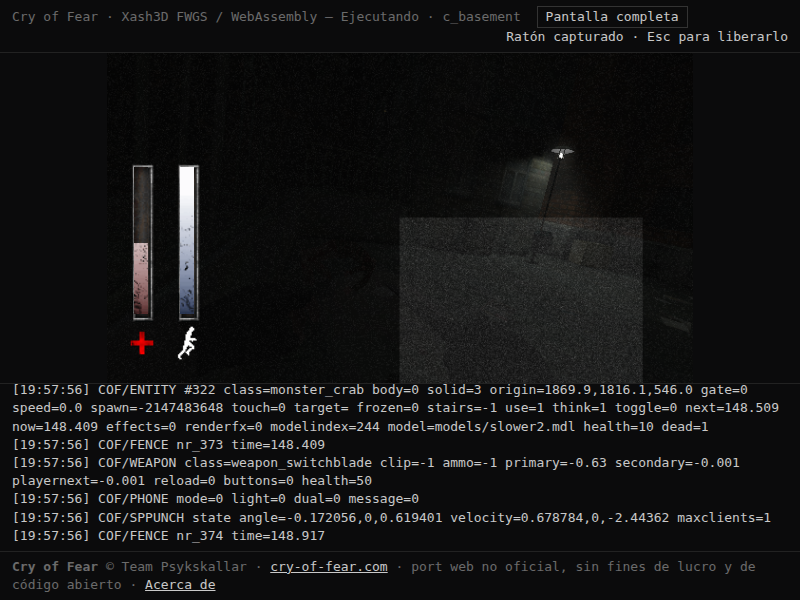 Cry of Fear · Xash3D FWGS / WebAssembly — Ejecutando · c_basement
Pantalla completa
Ratón capturado · Esc para liberarlo
[19:57:56] COF/ENTITY #322 class=monster_crab body=0 solid=3 origin=1869.9,1816.1,546.0 gate=0
speed=0.0 spawn=-2147483648 touch=0 target= frozen=0 stairs=-1 use=1 think=1 toggle=0 next=148.509
now=148.409 effects=0 renderfx=0 modelindex=244 model=models/slower2.mdl health=10 dead=1
[19:57:56] COF/FENCE nr_373 time=148.409
[19:57:56] COF/WEAPON class=weapon_switchblade clip=-1 ammo=-1 primary=-0.63 secondary=-0.001
playernext=-0.001 reload=0 buttons=0 health=50
[19:57:56] COF/PHONE mode=0 light=0 dual=0 message=0
[19:57:56] COF/SPPUNCH state angle=-0.172056,0,0.619401 velocity=0.678784,0,-2.44362 maxclients=1
[19:57:56] COF/FENCE nr_374 time=148.917
Cry of Fear © Team Psykskallar · cry-of-fear.com · port web no oficial, sin fines de lucro y de
código abierto · Acerca de